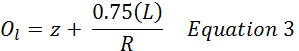 O_l = z + 0.75(L) / R    Equation 3